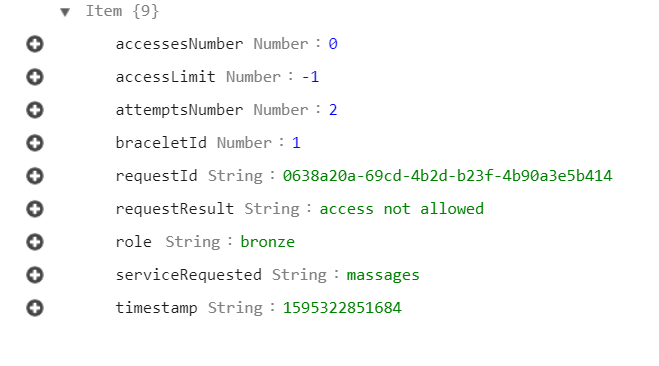 Item {9}
accessesNumber Number : 0
accessLimit Number : -1
attemptsNumber Number : 2
braceletId Number : 1
requestId String : 0638a20a-69cd-4b2d-b23f-4b90a3e5b414
requestResult String : access not allowed
role String : bronze
serviceRequested String : massages
timestamp String : 1595322851684